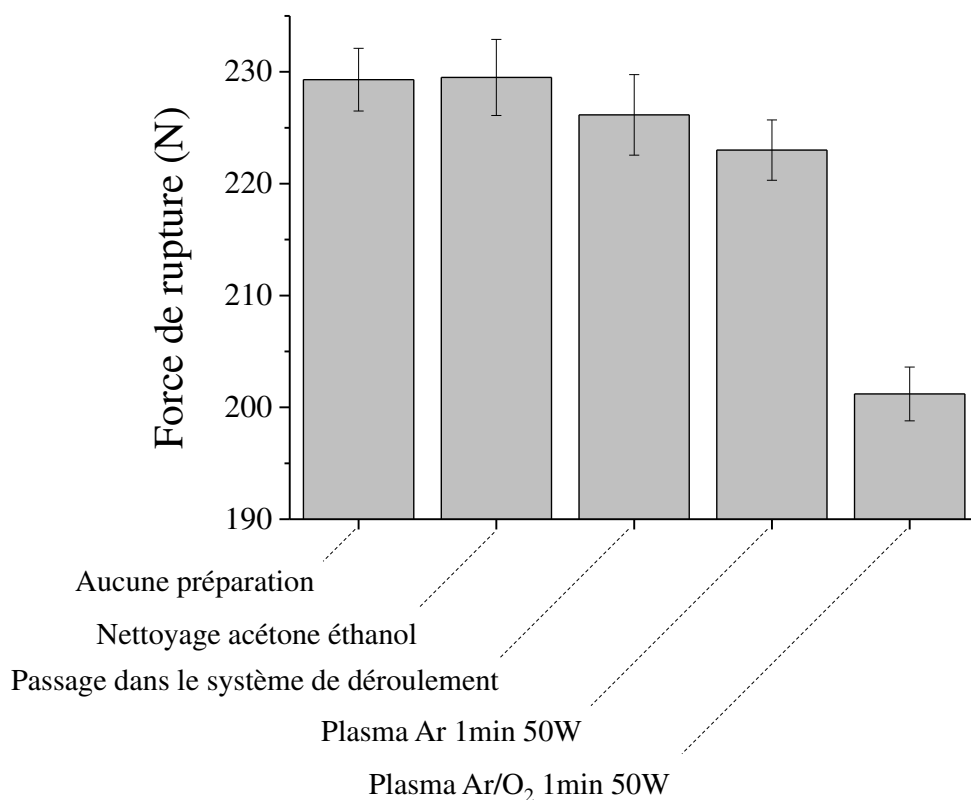 Force de rupture (N)
230
220
210
200
190
Aucune préparation
Nettoyage acétone éthanol
Passage dans le système de déroulement
Plasma Ar 1min 50W
Plasma Ar/O₂ 1min 50W